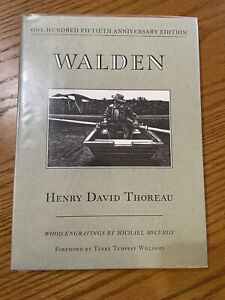 ONE HUNDRED FIFTIETH ANNIVERSARY EDITION
WALDEN
HENRY DAVID THOREAU
WOOD ENGRAVINGS BY MICHAEL MCCURDY
FOREWORD BY TERRY TEMPEST WILLIAMS